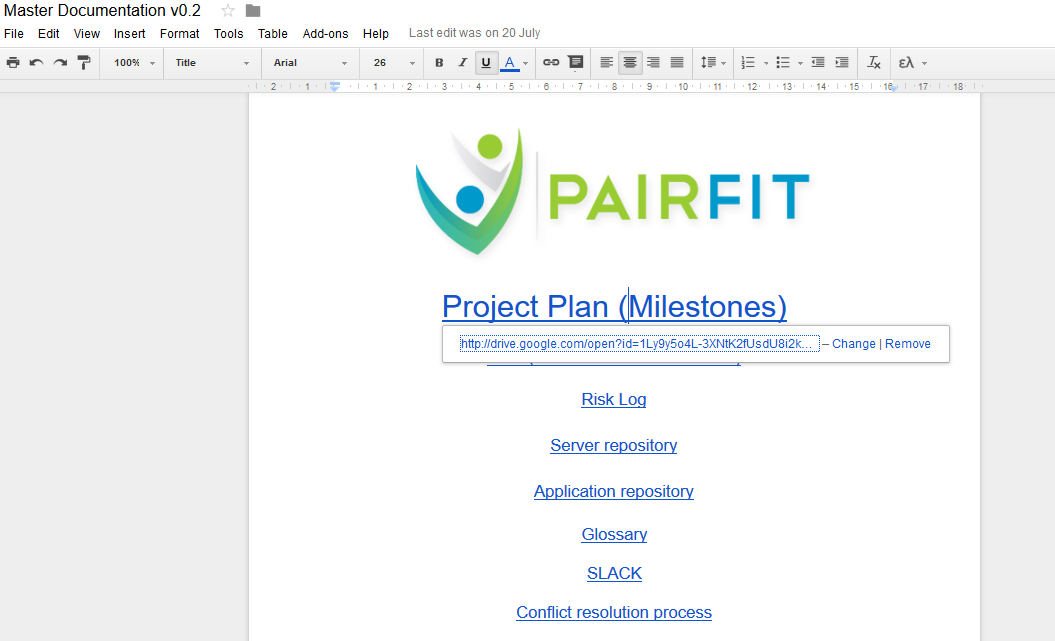 Master Documentation v0.2
File Edit View Insert Format Tools Table Add-ons Help Last edit was on 20 July
100% Title Arial 26 B I U A
2 1 1 2 3 4 5 6 7 8 9 10 11 12 13 14 15 16 17 18
PAIRFIT
Project Plan (Milestones)
http://drive.google.com/open?id=1Ly9y5o4L-3XNtK2fUsdU8i2k... – Change | Remove
Risk Log
Server repository
Application repository
Glossary
SLACK
Conflict resolution process